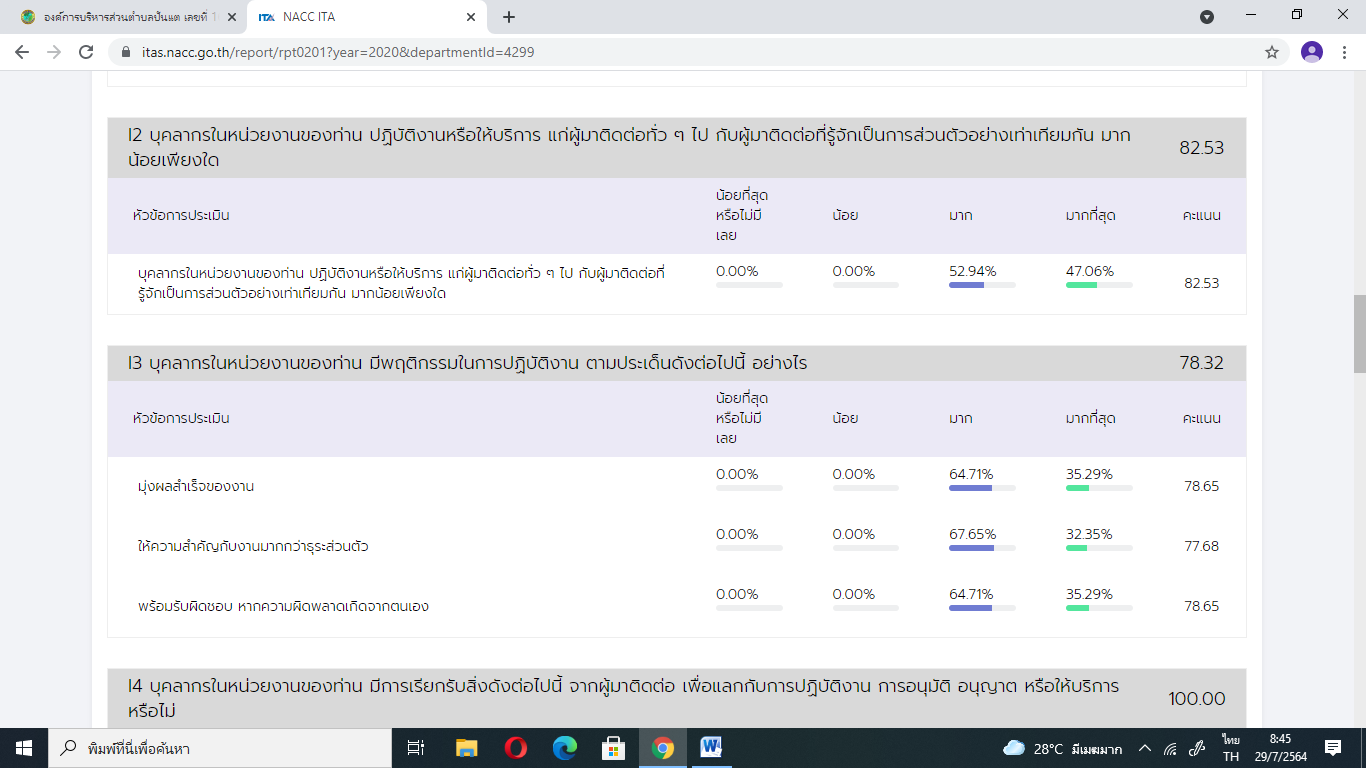 องค์การบริหารส่วนตำบลปันแต เลขที่
ITA NACC ITA
itas.nacc.go.th/report/rpt0201?year=2020&departmentId=4299
I2 บุคลากรในหน่วยงานของท่าน ปฏิบัติงานหรือให้บริการ แก่ผู้มาติดต่อทั่ว ๆ ไป กับผู้มาติดต่อที่รู้จักเป็นการส่วนตัวอย่างเท่าเทียมกัน มาก
น้อยเพียงใด
82.53
หัวข้อการประเมิน น้อยที่สุด
หรือไม่มี
เลย น้อย มาก มากที่สุด คะแนน
บุคลากรในหน่วยงานของท่าน ปฏิบัติงานหรือให้บริการ แก่ผู้มาติดต่อทั่ว ๆ ไป กับผู้มาติดต่อที่
รู้จักเป็นการส่วนตัวอย่างเท่าเทียมกัน มากน้อยเพียงใด
0.00% 0.00% 52.94% 47.06% 82.53
I3 บุคลากรในหน่วยงานของท่าน มีพฤติกรรมในการปฏิบัติงาน ตามประเด็นดังต่อไปนี้ อย่างไร 78.32
หัวข้อการประเมิน น้อยที่สุด
หรือไม่มี
เลย น้อย มาก มากที่สุด คะแนน
มุ่งผลสำเร็จของงาน 0.00% 0.00% 64.71% 35.29% 78.65
ให้ความสำคัญกับงานมากกว่าธุระส่วนตัว 0.00% 0.00% 67.65% 32.35% 77.68
พร้อมรับผิดชอบ หากความผิดพลาดเกิดจากตนเอง 0.00% 0.00% 64.71% 35.29% 78.65
I4 บุคลากรในหน่วยงานของท่าน มีการเรียกรับสิ่งดังต่อไปนี้ จากผู้มาติดต่อ เพื่อแลกกับการปฏิบัติงาน การอนุมัติ อนุญาต หรือให้บริการ
หรือไม่
100.00
พิมพ์ที่นี่เพื่อค้นหา
28°C มีเมฆมาก
ไทย
TH
8:45
29/7/2564